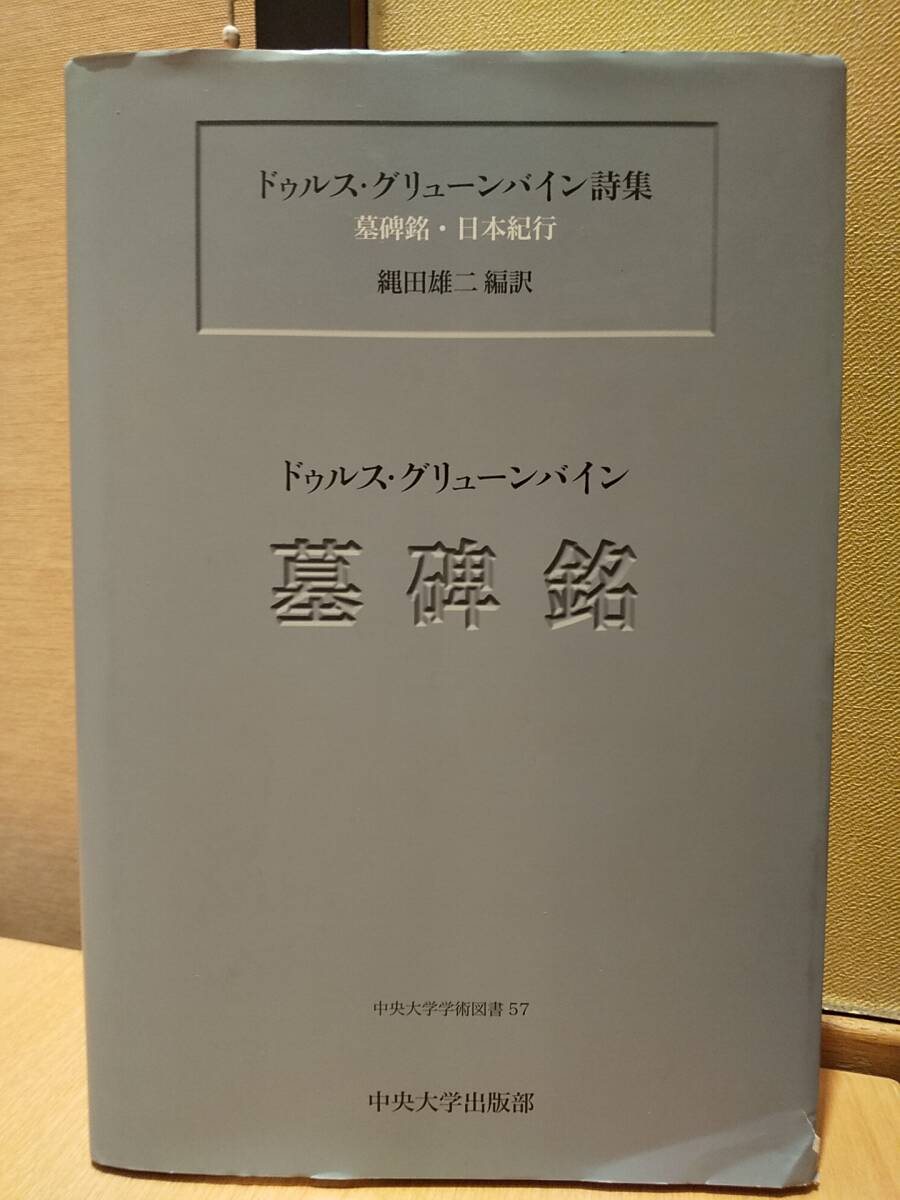 ドゥルス・グリューンバイン詩集
墓碑銘・日本紀行
縄田雄二 編訳
ドゥルス・グリューンバイン
墓碑銘
中央大学学術図書 57
中央大学出版部